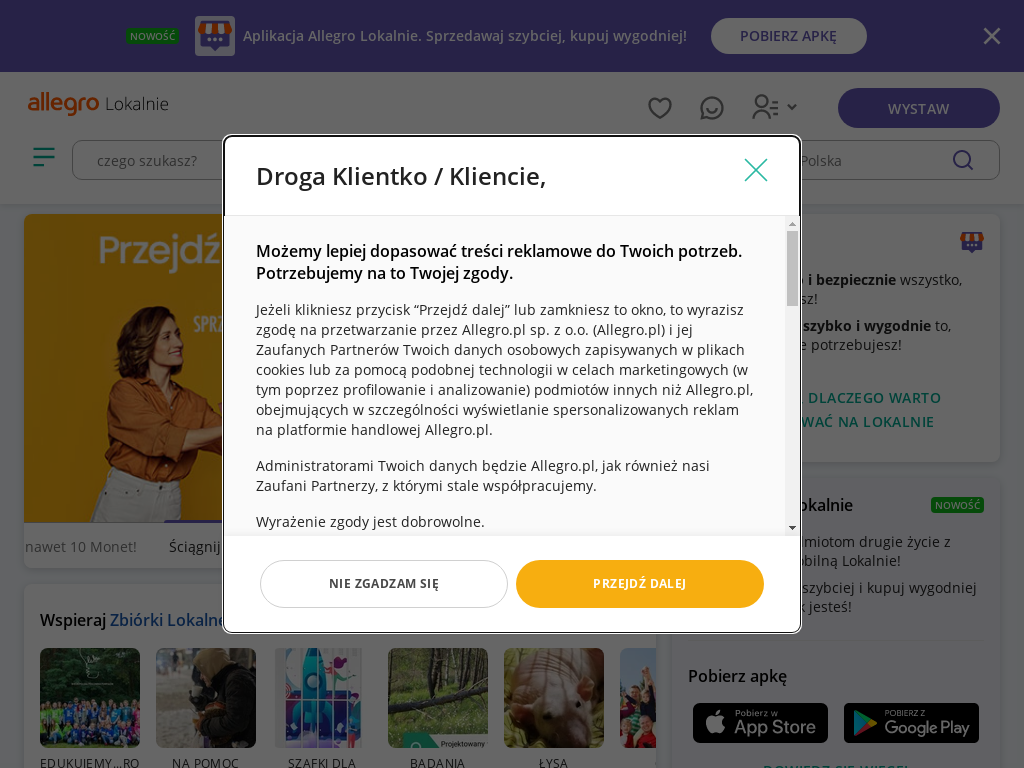 NOWOŚĆ
Aplikacja Allegro Lokalnie. Sprzedawaj szybciej, kupuj wygodniej!
POBIERZ APKĘ
allegro Lokalnie
WYSTAW
czego szukasz?
Polska
Droga Klientko / Kliencie,
Możemy lepiej dopasować treści reklamowe do Twoich potrzeb.
Potrzebujemy na to Twojej zgody.
Jeżeli klikniesz przycisk “Przejdź dalej” lub zamkniesz to okno, to wyrazisz
zgodę na przetwarzanie przez Allegro.pl sp. z o.o. (Allegro.pl) i jej
Zaufanych Partnerów Twoich danych osobowych zapisywanych w plikach
cookies lub za pomocą podobnej technologii w celach marketingowych (w
tym poprzez profilowanie i analizowanie) podmiotów innych niż Allegro.pl,
obejmujących w szczególności wyświetlanie spersonalizowanych reklam
na platformie handlowej Allegro.pl.
Administratorami Twoich danych będzie Allegro.pl, jak również nasi
Zaufani Partnerzy, z którymi stale współpracujemy.
Wyrażenie zgody jest dobrowolne.
NIE ZGADZAM SIĘ
PRZEJDŹ DALEJ
Przejdź
i bezpiecznie wszystko,
szybko i wygodnie to,
potrzebujesz!
DLACZEGO WARTO
NA LOKALNIE
nawet 10 Monet!
Ściągnij
NOWOŚĆ
drugie życie z
Lokalnie!
szybciej i kupuj wygodniej
jesteś!
Wspieraj Zbiórki Lokalne
Projektowany
EDUKUJEMY...RO
NA POMOC
SZAFKI DLA
BADANIA
ŁYSA
Pobierz apkę
Pobierz w
App Store
POBIERZ Z
Google Play
DOWIEDZ SIĘ WIĘCEJ